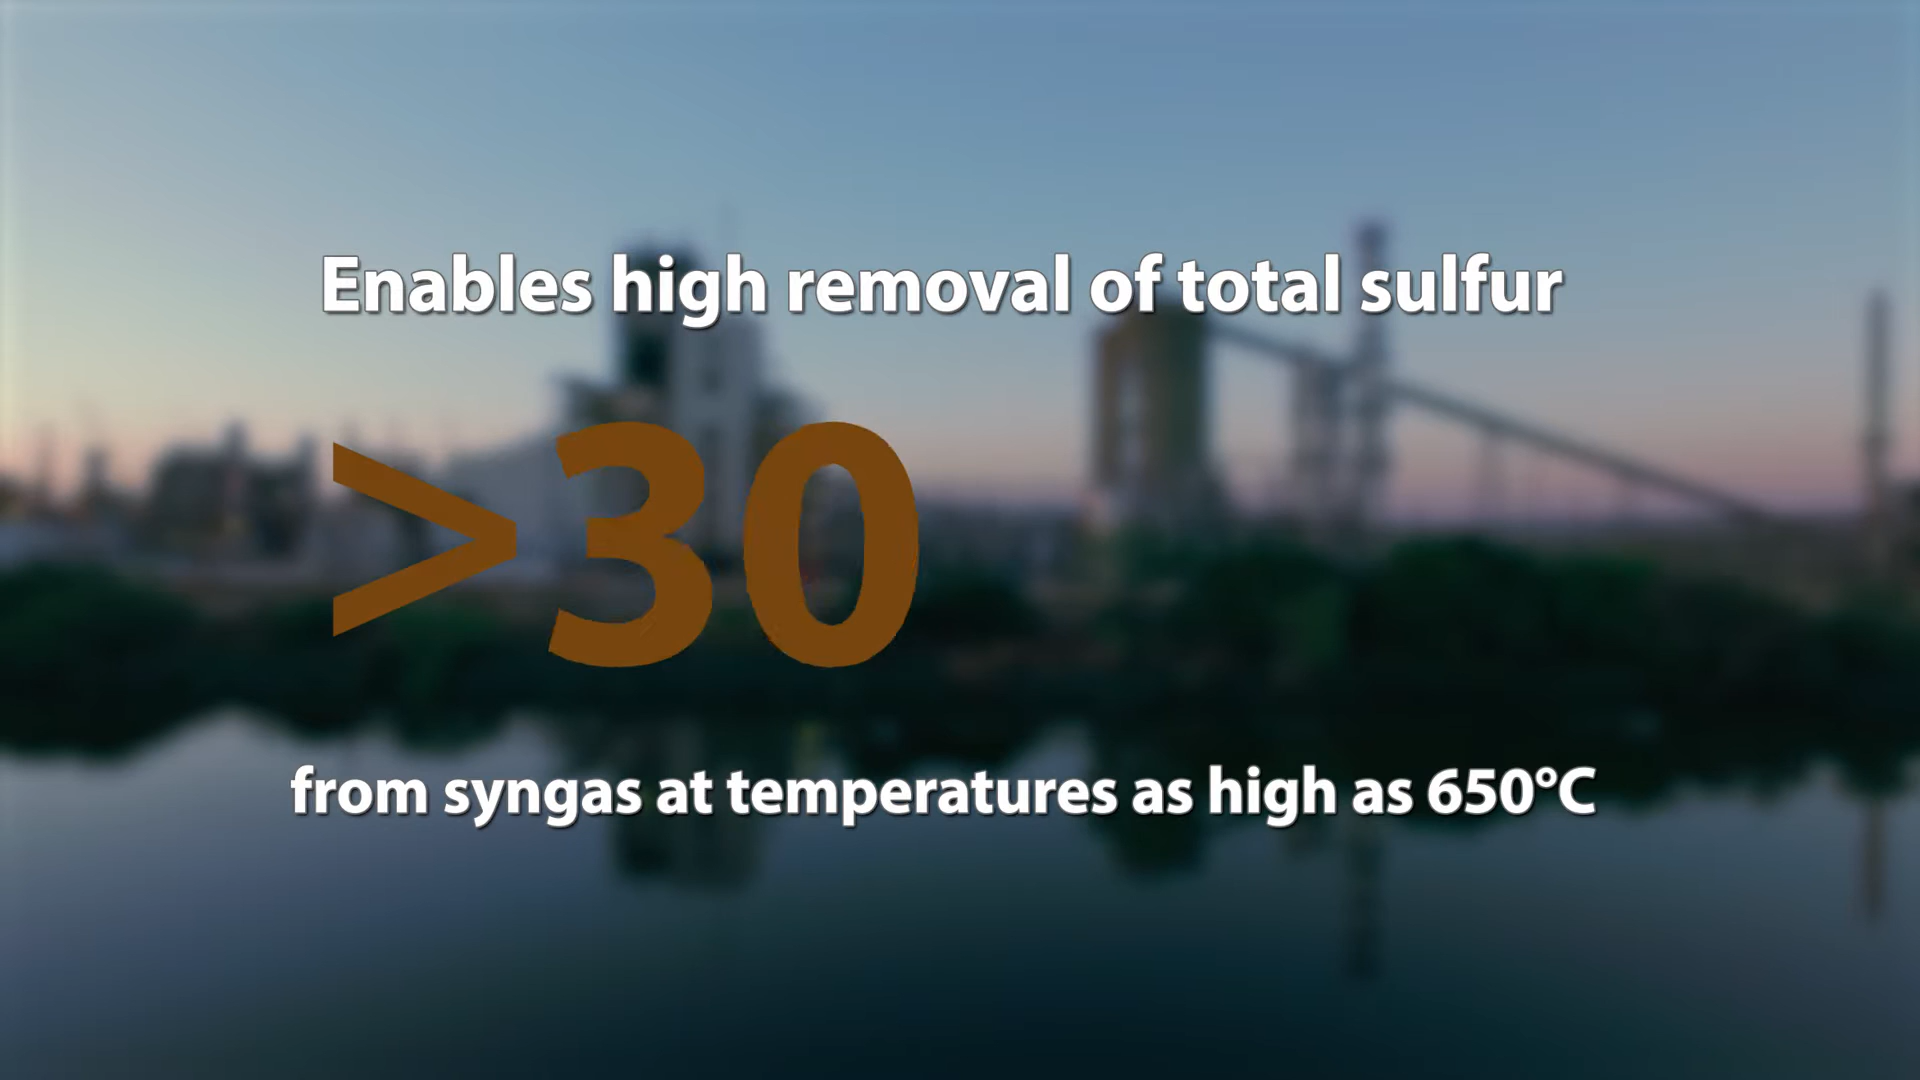 Enables high removal of total sulfur
>30
from syngas at temperatures as high as 650°C